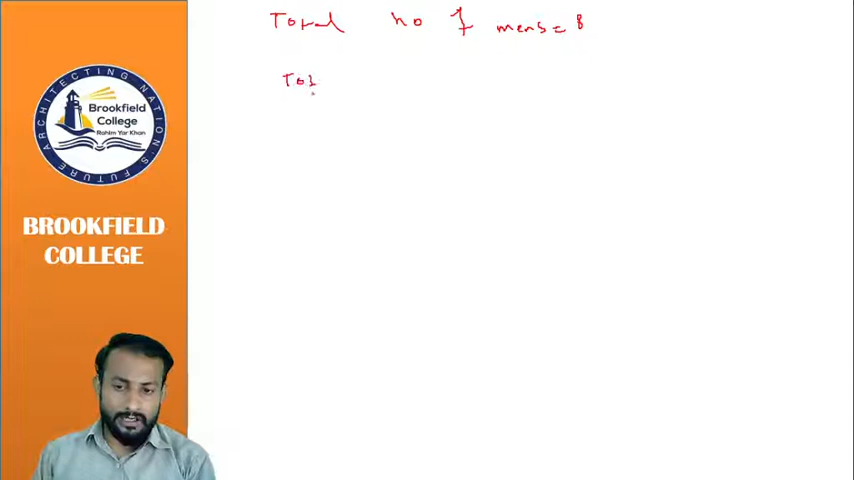 Total no of mens = 8
Tot
ARCHITECTING NATION'S FUTURE
Brookfield
College
Rahim Yar Khan
BROOKFIELD
COLLEGE